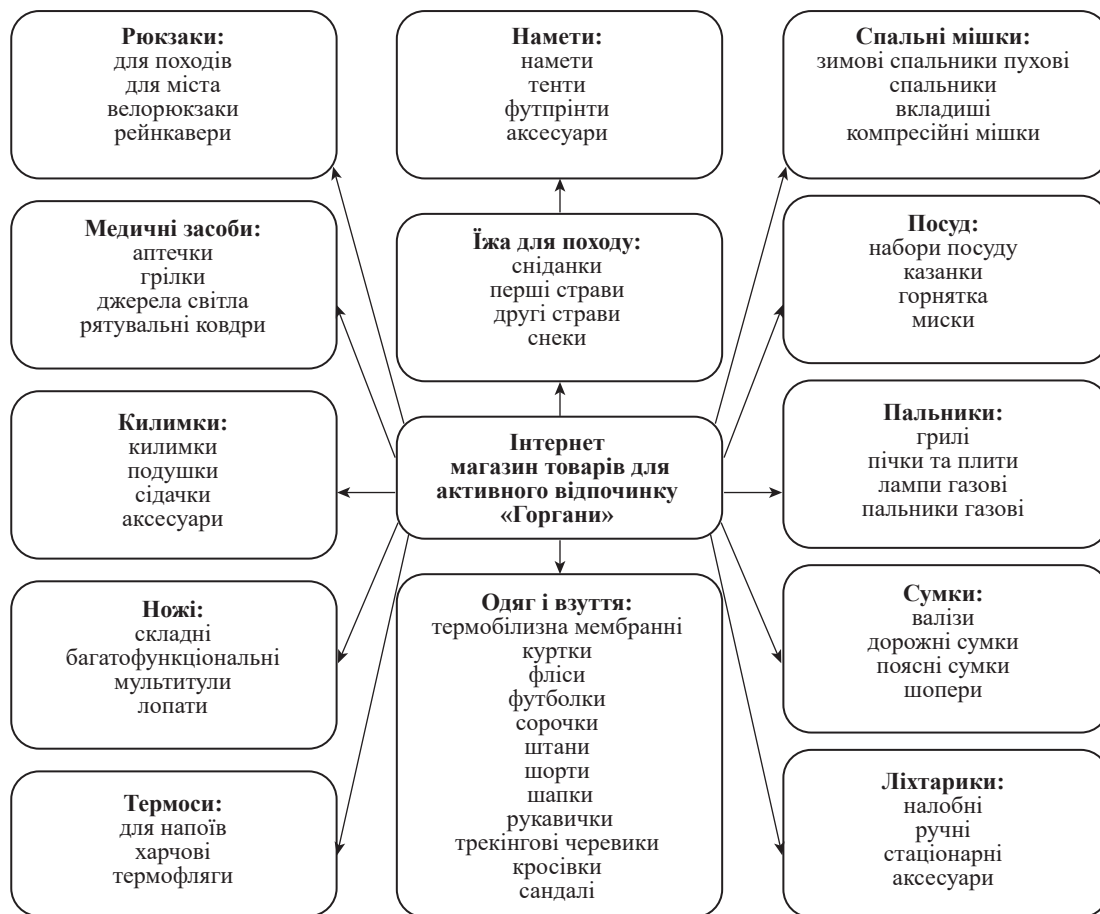 Рюкзаки:
для походів
для міста
велорюкзаки
рейнкавери
Намети:
намети
тенти
футпрінти
аксесуари
Спальні мішки:
зимові спальники пухові
спальники
вкладиші
компресійні мішки
Медичні засоби:
аптечки
грілки
джерела світла
рятувальні ковдри
Їжа для походу:
сніданки
перші страви
другі страви
снеки
Посуд:
набори посуду
казанки
горнятка
миски
Килимки:
килимки
подушки
сідачки
аксесуари
Інтернет
магазин товарів для
активного відпочинку
«Горгани»
Пальники:
грилі
пічки та плити
лампи газові
пальники газові
Ножі:
складні
багатофункціональні
мультитули
лопати
Одяг і взуття:
термобілизна мембранні
куртки
фліси
футболки
сорочки
штани
шорти
шапки
рукавички
трекінгові черевики
кросівки
сандалі
Сумки:
валізи
дорожні сумки
поясні сумки
шопери
Термоси:
для напоїв
харчові
термофляги
Ліхтарики:
налобні
ручні
стаціонарні
аксесуари